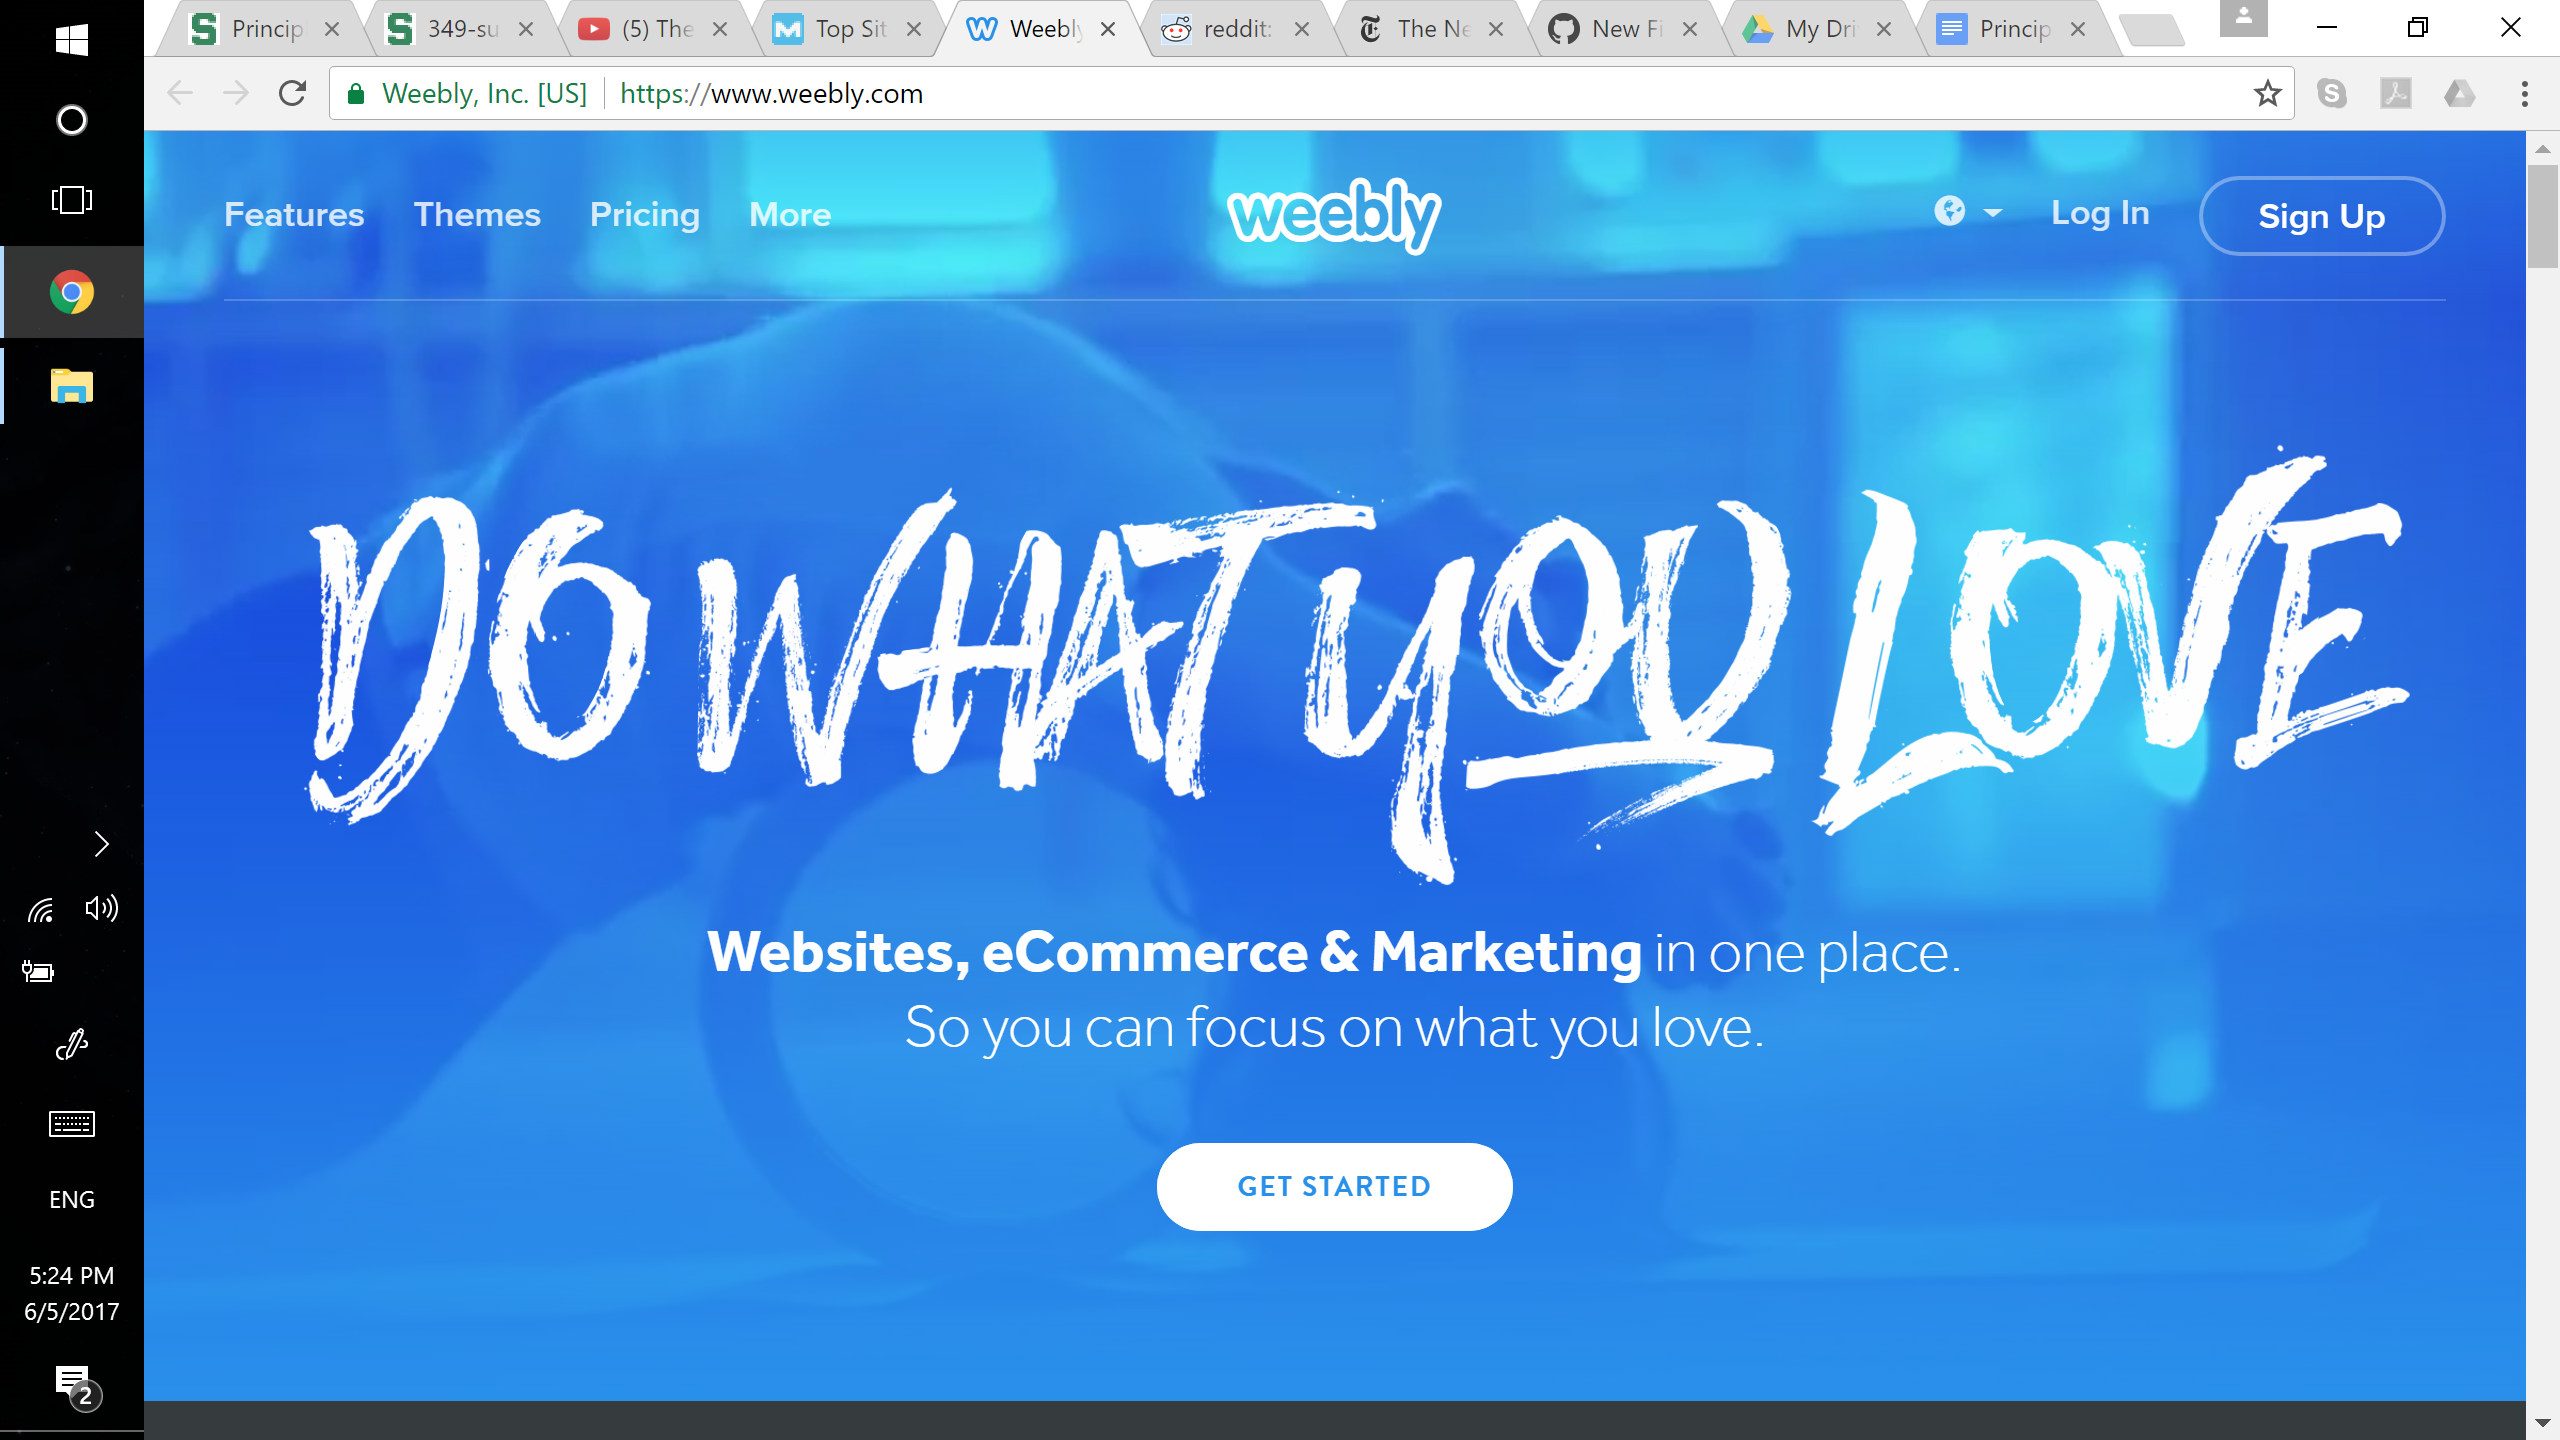 Princip
349-su
(5) The
Top Sit
Weebly
reddit:
The Ne
New Fi
My Dri
Princip
Weebly, Inc. [US]
https://www.weebly.com
Features Themes Pricing More
weebly
Log In
Sign Up
DO WHAT YOU LOVE
Websites, eCommerce & Marketing in one place.
So you can focus on what you love.
GET STARTED
ENG
5:24 PM
6/5/2017
2